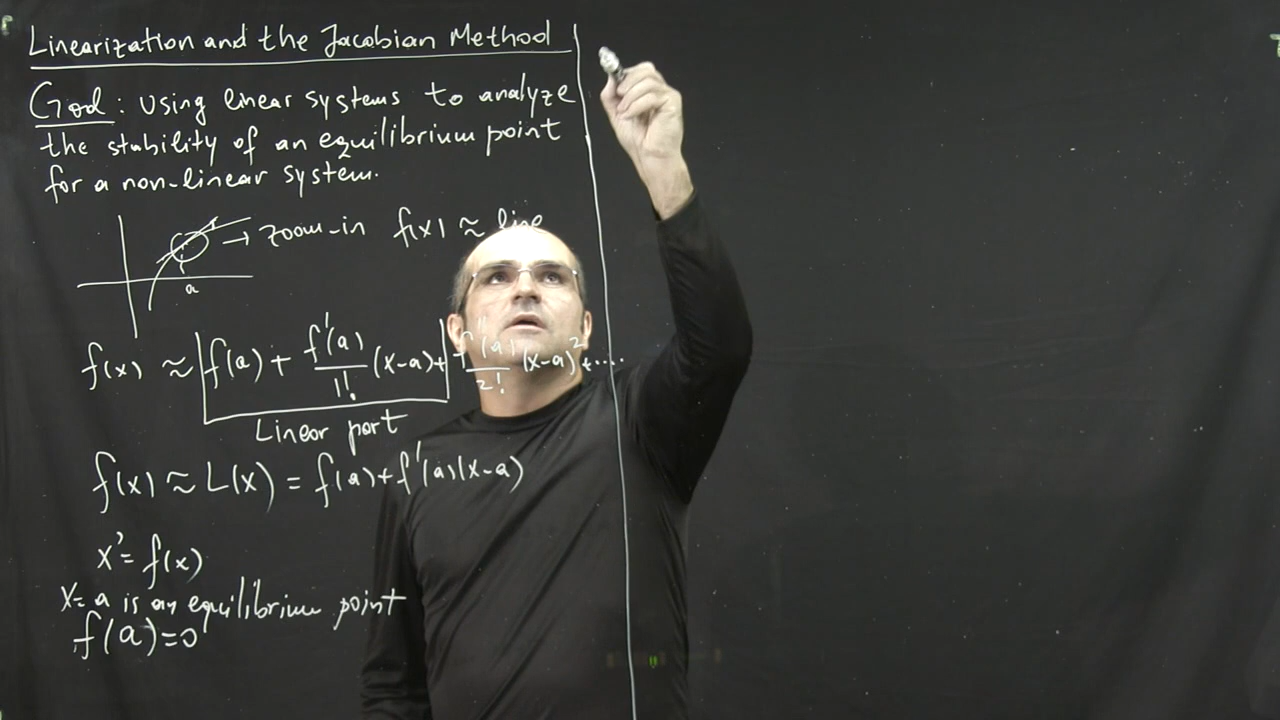 Linearization and the Jacobian Method
Goal: Using linear systems to analyze
the stability of an equilibrium point
for a non-linear system.
→ zoom-in f(x) ≈ line
a
f(x) ≈ f(a) + f'(a)/1! (x-a) + f''(a)/2! (x-a)² + ....
Linear part
f(x) ≈ L(x) = f(a) + f'(a)(x-a)
x' = f(x)
x = a is an equilibrium point
f(a) = 0